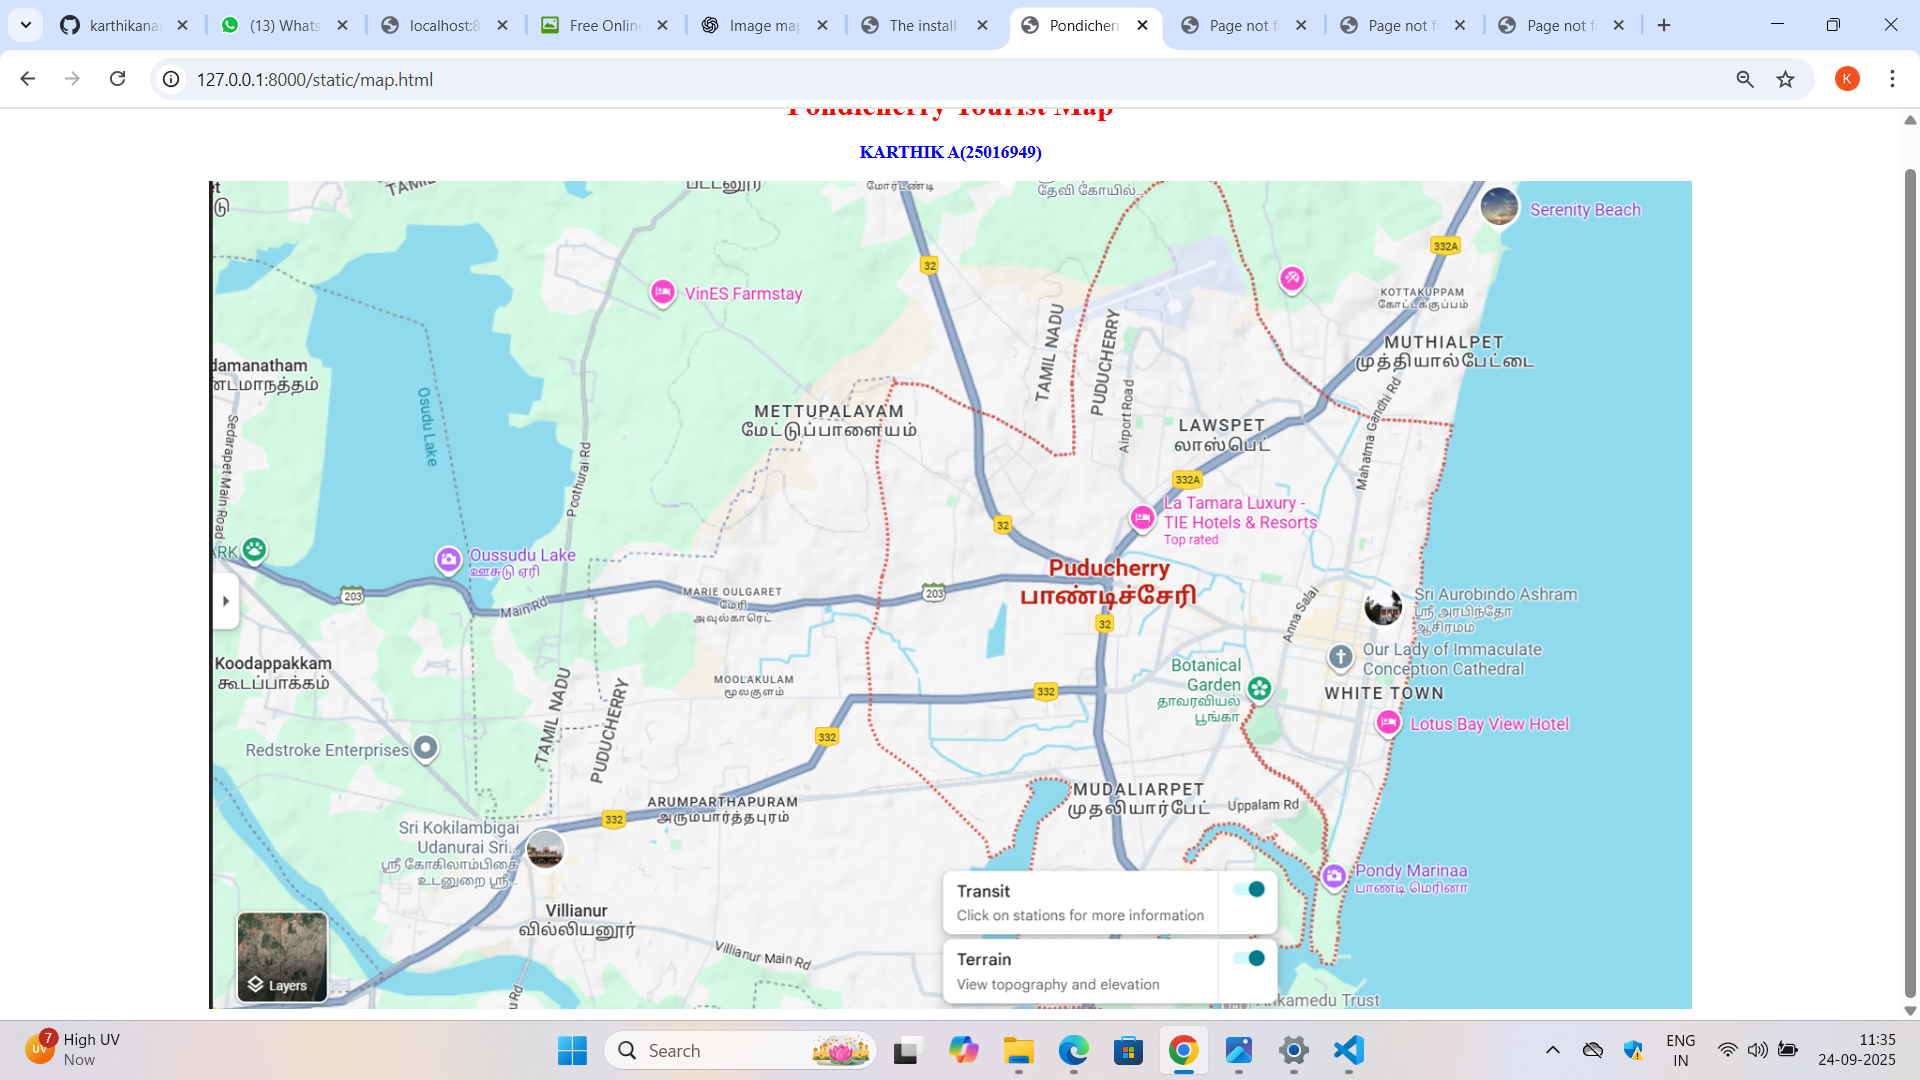 karthikanar
(13) Whats
localhost:8
Free Online
Image map
The install
Pondicherr
Page not f
Page not f
Page not f
127.0.0.1:8000/static/map.html
K
Pondicherry Tourist Map
KARTHIK A(25016949)
Serenity Beach
332A
32
VinES Farmstay
KOTTAKUPPAM
கோட்டக்குப்பம்
MUTHIALPET
முத்தியால்பேட்டை
TAMIL NADU
PUDUCHERRY
Airport Road
Mahatma Gandhi Rd
damanatham
ண்டமாநத்தம்
Osudu Lake
Sedarapet Main Road
Poothurai Rd
METTUPALAYAM
மேட்டுப்பாளையம்
LAWSPET
லாஸ்பெட்
332A
La Tamara Luxury -
TIE Hotels & Resorts
Top rated
32
ARK
Oussudu Lake
ஊசுடு ஏரி
Puducherry
பாண்டிச்சேரி
203
Main Rd
MARIE OULGARET
மேரி
அவுல்காரெட்
203
32
Anna Salai
Sri Aurobindo Ashram
ஸ்ரீ அரபிந்தோ
ஆசிரமம்
Our Lady of Immaculate
Conception Cathedral
Koodappakkam
கூடப்பாக்கம்
MOOLAKULAM
மூலகுளம்
332
Botanical
Garden
தாவரவியல்
பூங்கா
WHITE TOWN
Lotus Bay View Hotel
TAMIL NADU
PUDUCHERRY
332
Redstroke Enterprises
ARUMPARTHAPURAM
அரும்பார்த்தபுரம்
332
MUDALIARPET
முதலியார்பேட்
Uppalam Rd
Sri Kokilambigai
Udanurai Sri...
ஸ்ரீ கோகிலாம்பிகை
உடனுறை ஸ்ரீ...
Pondy Marinaa
பாண்டி மெரினா
Villianur
வில்லியனூர்
Villianur Main Rd
Transit
Click on stations for more information
Terrain
View topography and elevation
Layers
Ankamedu Trust
7
UV
High UV
Now
Search
ENG
IN
11:35
24-09-2025